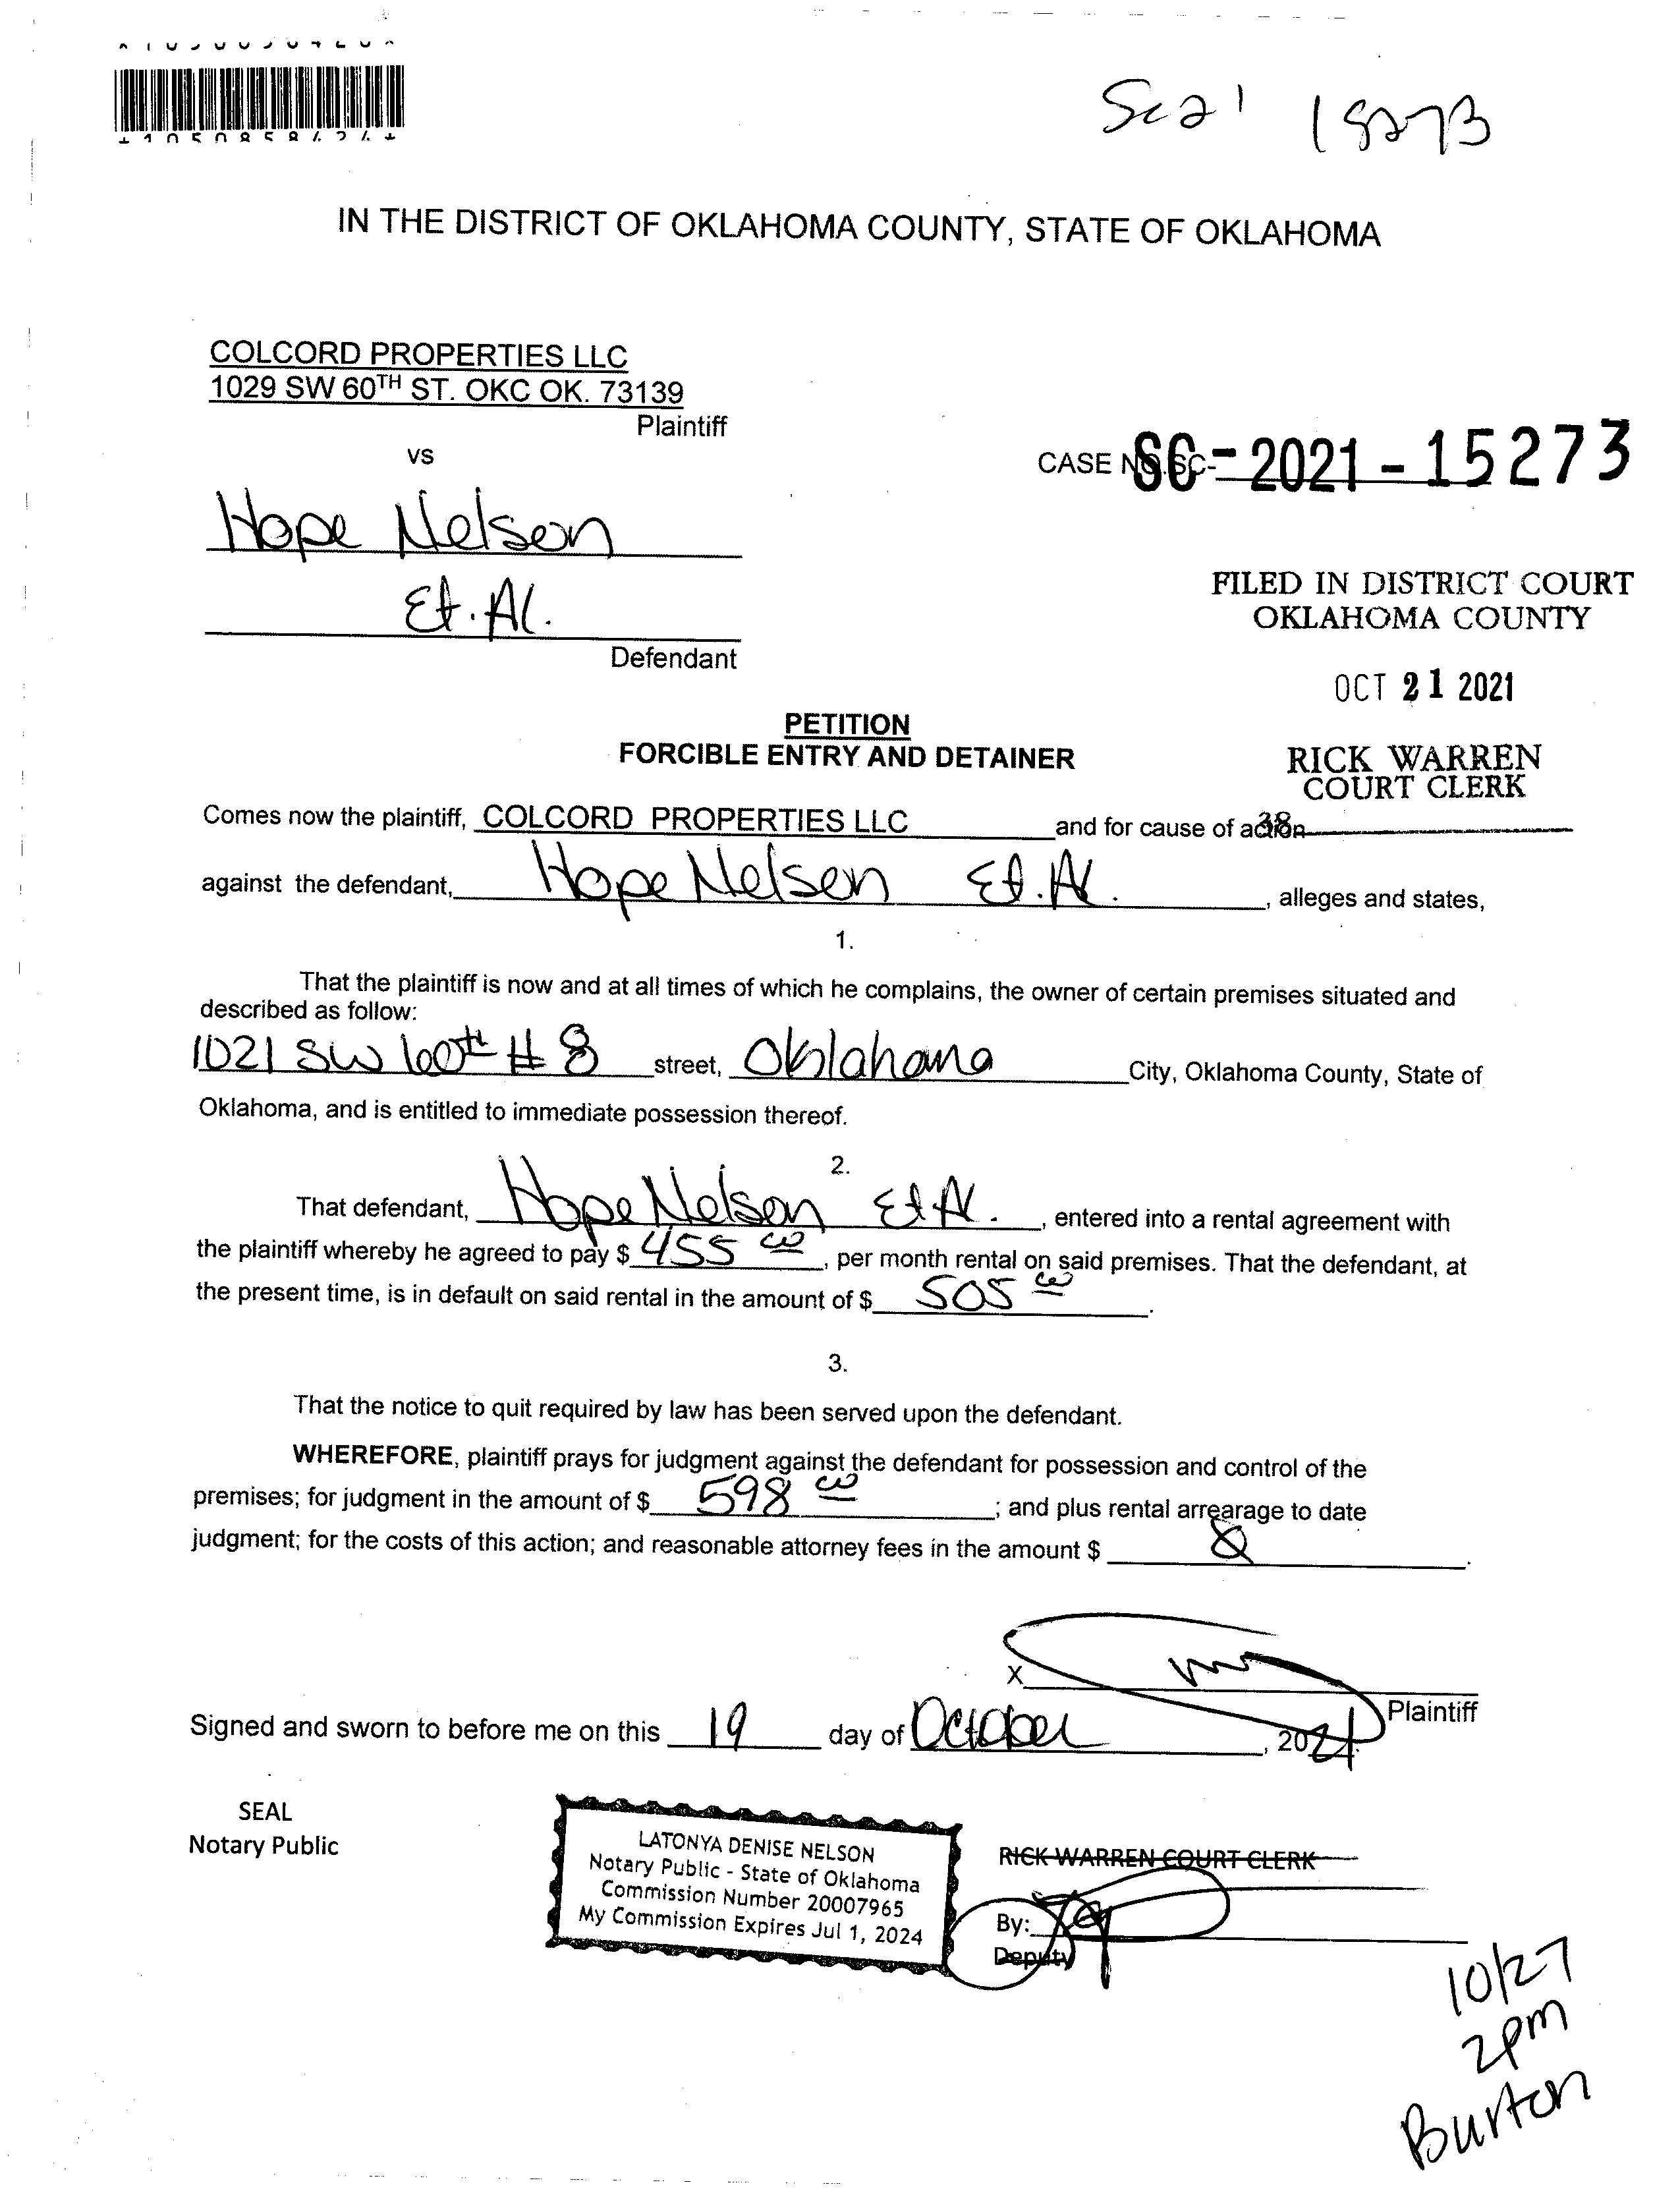 *1050858424*
SC21 15273
IN THE DISTRICT OF OKLAHOMA COUNTY, STATE OF OKLAHOMA
COLCORD PROPERTIES LLC
1029 SW 60TH ST. OKC OK. 73139
Plaintiff
vs
CASE NO.SC-
SC-2021-15273
Hope Nelson
Et. Al.
Defendant
FILED IN DISTRICT COURT
OKLAHOMA COUNTY
OCT 21 2021
PETITION
FORCIBLE ENTRY AND DETAINER
RICK WARREN
COURT CLERK
38
Comes now the plaintiff, COLCORD PROPERTIES LLC and for cause of action
against the defendant, Hope Nelson Et. Al. , alleges and states,
1.
That the plaintiff is now and at all times of which he complains, the owner of certain premises situated and
described as follow:
1021 SW 60th # 8 street, Oklahoma City, Oklahoma County, State of
Oklahoma, and is entitled to immediate possession thereof.
2.
That defendant, Hope Nelson Et Al. , entered into a rental agreement with
the plaintiff whereby he agreed to pay $ 455 00 , per month rental on said premises. That the defendant, at
the present time, is in default on said rental in the amount of $ 505 00 .
3.
That the notice to quit required by law has been served upon the defendant.
WHEREFORE, plaintiff prays for judgment against the defendant for possession and control of the
premises; for judgment in the amount of $ 598 00 ; and plus rental arrearage to date
judgment; for the costs of this action; and reasonable attorney fees in the amount $ .
X
Plaintiff
Signed and sworn to before me on this 19 day of October , 2021.
SEAL
Notary Public
LATONYA DENISE NELSON
Notary Public - State of Oklahoma
Commission Number 20007965
My Commission Expires Jul 1, 2024
RICK WARREN COURT CLERK
By:
Deputy
10/27
2pm
Burton